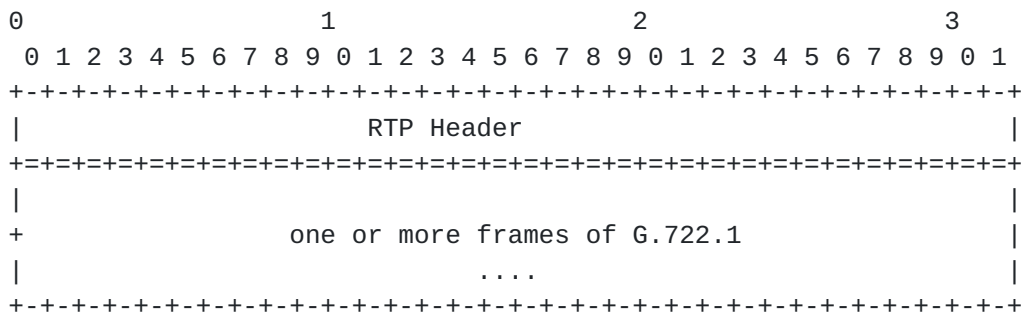 0                   1                   2                   3
 0 1 2 3 4 5 6 7 8 9 0 1 2 3 4 5 6 7 8 9 0 1 2 3 4 5 6 7 8 9 0 1
+-+-+-+-+-+-+-+-+-+-+-+-+-+-+-+-+-+-+-+-+-+-+-+-+-+-+-+-+-+-+-+-+
|                      RTP Header                               |
+=+=+=+=+=+=+=+=+=+=+=+=+=+=+=+=+=+=+=+=+=+=+=+=+=+=+=+=+=+=+=+=+
|                                                               |
+                 one or more frames of G.722.1                 |
|                             ....                              |
+-+-+-+-+-+-+-+-+-+-+-+-+-+-+-+-+-+-+-+-+-+-+-+-+-+-+-+-+-+-+-+-+